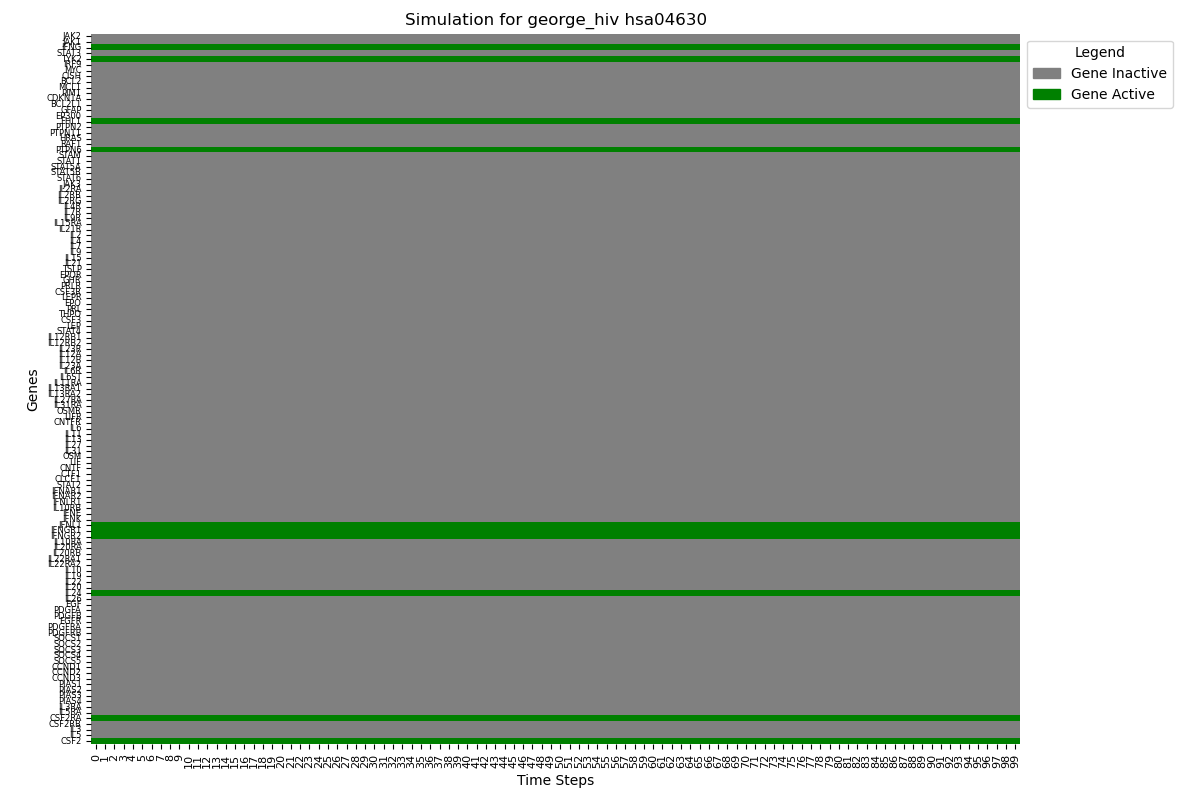 Simulation for george_hiv hsa04630
Legend
Gene Inactive
Gene Active
Genes
JAK2
JAK1
IFNG
STAT3
TYK2
IRF9
MYC
CISH
BCL2
MCL1
PIM1
CDKN1A
BCL2L1
GFAP
EP300
FHL1
PTPN2
PTPN11
HRAS
RAF1
PTPN6
STAM
STAT1
STAT5A
STAT5B
STAT6
JAK3
IL2RA
IL2RB
IL2RG
IL4R
IL7R
IL9R
IL15RA
IL21R
IL2
IL4
IL7
IL9
IL15
IL21
TSLP
EPOR
GHR
PRLR
CSF3R
LEPR
EPO
PRL
THPO
CSF3
LEP
STAT4
IL12RB1
IL12RB2
IL23R
IL12A
IL12B
IL23A
IL6R
IL6ST
IL11RA
IL13RA1
IL13RA2
IL27RA
IL31RA
OSMR
LIFR
CNTFR
IL6
IL11
IL13
IL27
IL31
OSM
LIF
CNTF
CTF1
CLCF1
STAT2
IFNAR1
IFNAR2
IFNLR1
IL10RB
IFNE
IFNK
IFNL1
IFNGR1
IFNGR2
IL10RA
IL20RA
IL20RB
IL22RA1
IL22RA2
IL10
IL19
IL22
IL20
IL24
IL26
EGF
PDGFA
PDGFB
EGFR
PDGFRA
PDGFRB
SOCS1
SOCS2
SOCS3
SOCS4
SOCS5
CCND1
CCND2
CCND3
PIAS1
PIAS2
PIAS3
PIAS4
IL3RA
IL5RA
CSF2RA
CSF2RB
IL3
IL5
CSF2
0 1 2 3 4 5 6 7 8 9 10 11 12 13 14 15 16 17 18 19 20 21 22 23 24 25 26 27 28 29 30 31 32 33 34 35 36 37 38 39 40 41 42 43 44 45 46 47 48 49 50 51 52 53 54 55 56 57 58 59 60 61 62 63 64 65 66 67 68 69 70 71 72 73 74 75 76 77 78 79 80 81 82 83 84 85 86 87 88 89 90 91 92 93 94 95 96 97 98 99
Time Steps